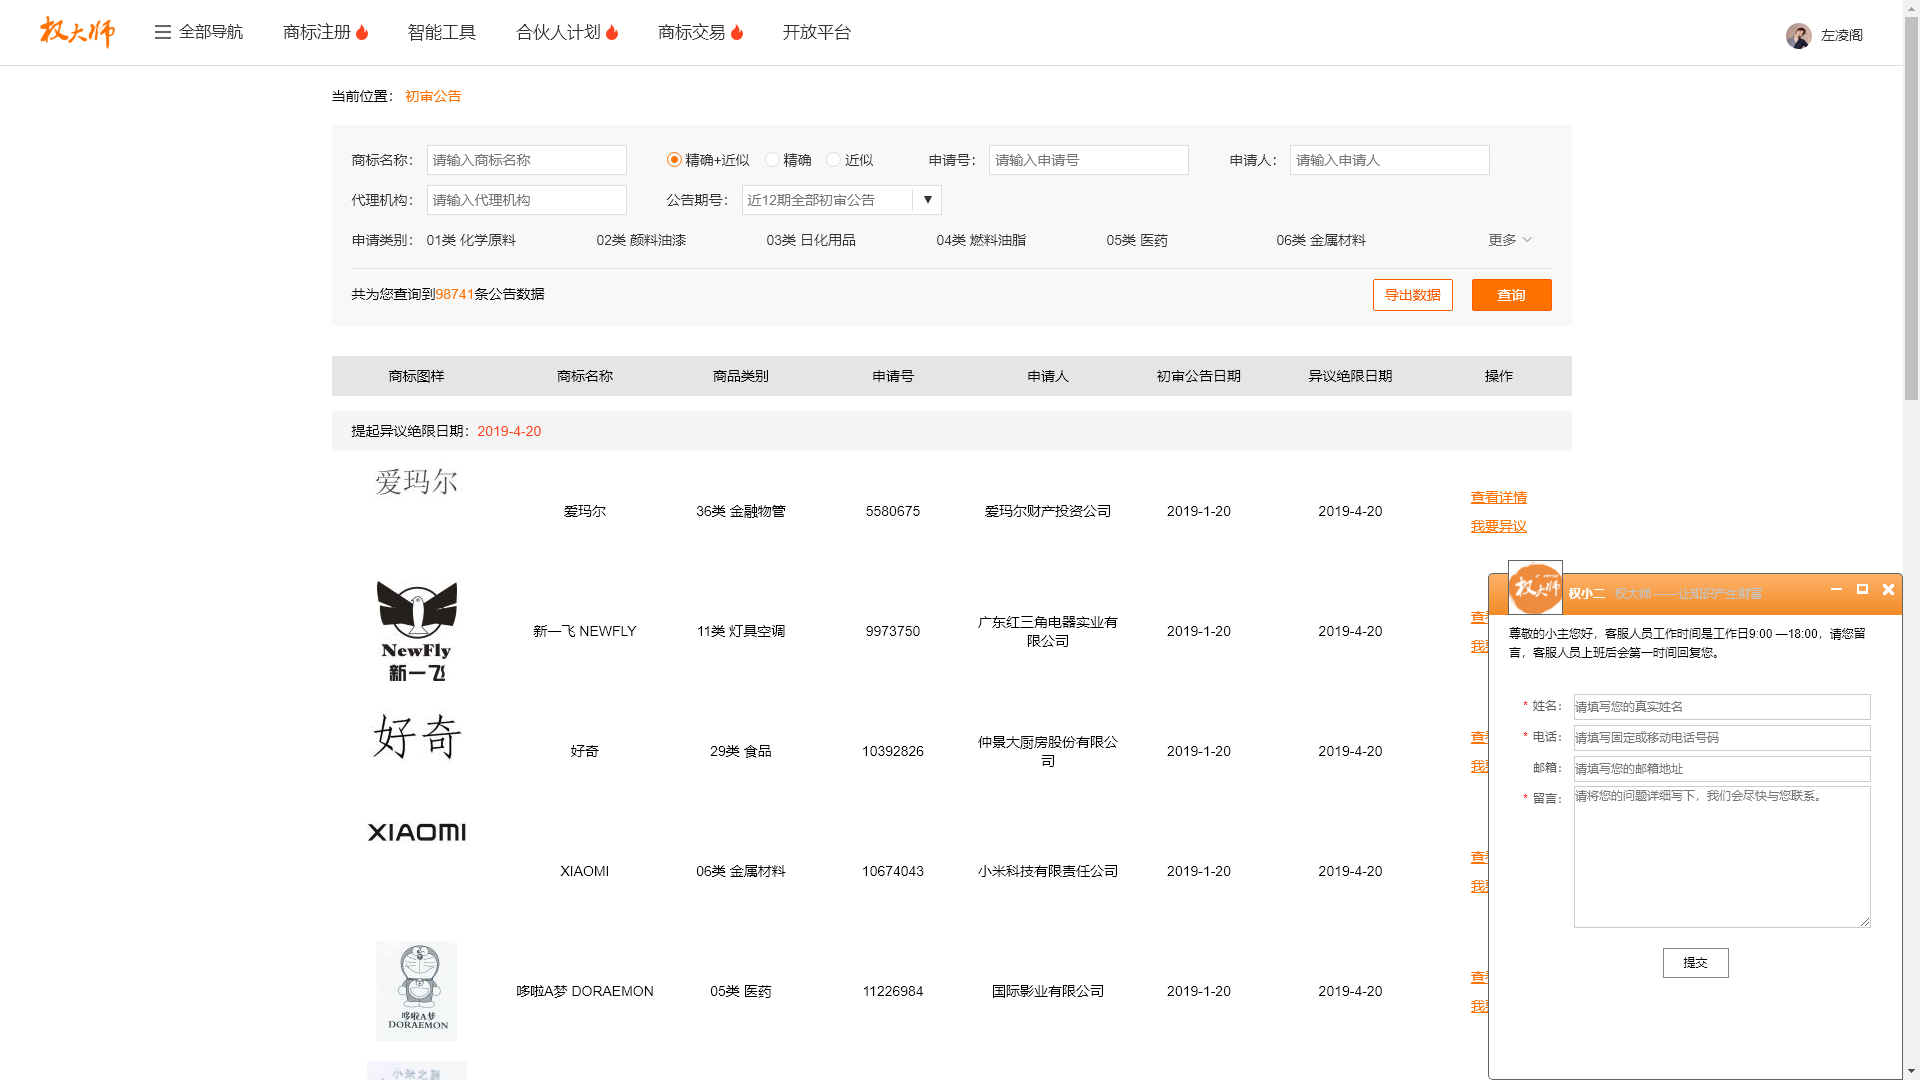 权大师
全部导航
商标注册
智能工具
合伙人计划
商标交易
开放平台
左凌阁
当前位置： 初审公告
商标名称： 请输入商标名称 精确+近似 精确 近似 申请号： 请输入申请号 申请人： 请输入申请人
代理机构： 请输入代理机构 公告期号： 近12期全部初审公告 ▼
申请类别： 01类 化学原料 02类 颜料油漆 03类 日化用品 04类 燃料油脂 05类 医药 06类 金属材料 更多
共为您查询到98741条公告数据 导出数据 查询
商标图样 商标名称 商品类别 申请号 申请人 初审公告日期 异议绝限日期 操作
提起异议绝限日期：2019-4-20
爱玛尔
爱玛尔 36类 金融物管 5580675 爱玛尔财产投资公司 2019-1-20 2019-4-20 查看详情
我要异议
NewFly
新一飞
新一飞 NEWFLY 11类 灯具空调 9973750 广东红三角电器实业有
限公司 2019-1-20 2019-4-20 查
我
好奇
好奇 29类 食品 10392826 仲景大厨房股份有限公
司 2019-1-20 2019-4-20 查
我
XIAOMI
XIAOMI 06类 金属材料 10674043 小米科技有限责任公司 2019-1-20 2019-4-20 查
我
哆啦A梦
DORAEMON
哆啦A梦 DORAEMON 05类 医药 11226984 国际影业有限公司 2019-1-20 2019-4-20 查
我
权大师
权小二 权大师 ——让知识产生财富
尊敬的小主您好，客服人员工作时间是工作日9:00 —18:00，请您留
言，客服人员上班后会第一时间回复您。
* 姓名： 请填写您的真实姓名
* 电话： 请填写固定或移动电话号码
邮箱： 请填写您的邮箱地址
* 留言： 请将您的问题详细写下，我们会尽快与您联系。
提交